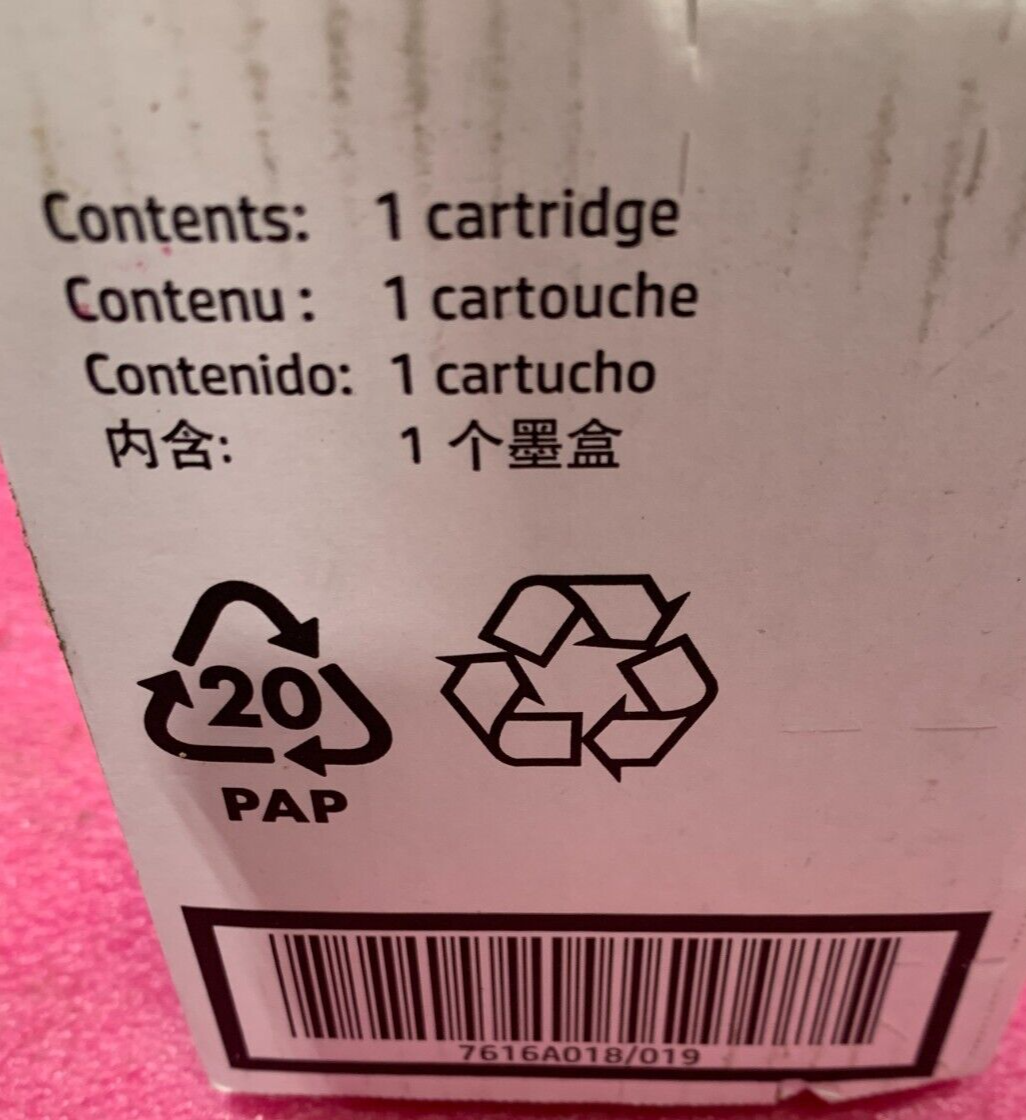 Contents: 1 cartridge
Contenu : 1 cartouche
Contenido: 1 cartucho
内含: 1 个墨盒
20
PAP
7616A018/019